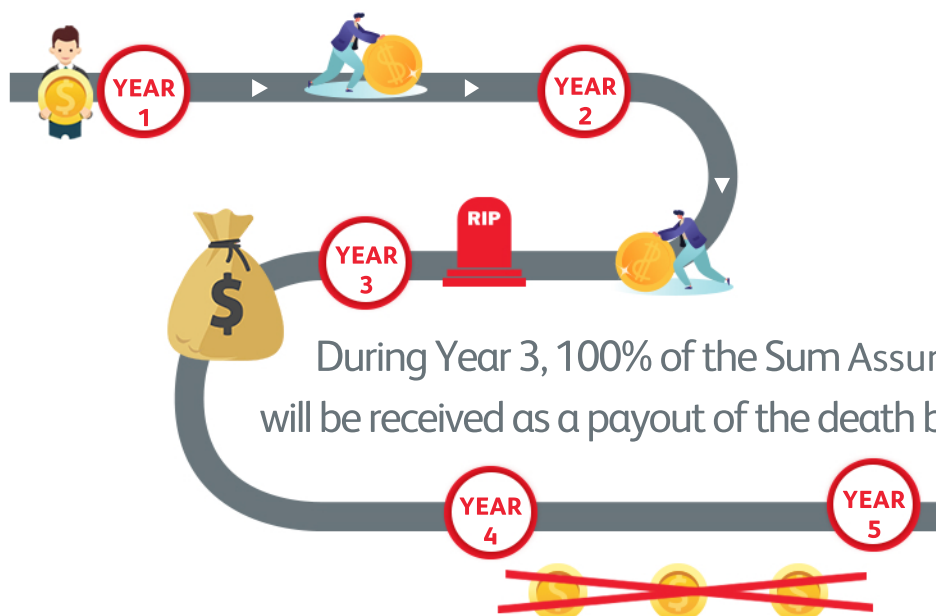 YEAR
1
YEAR
2
RIP
YEAR
3
During Year 3, 100% of the Sum
will be received as a payout of the death
YEAR
4
YEAR
5